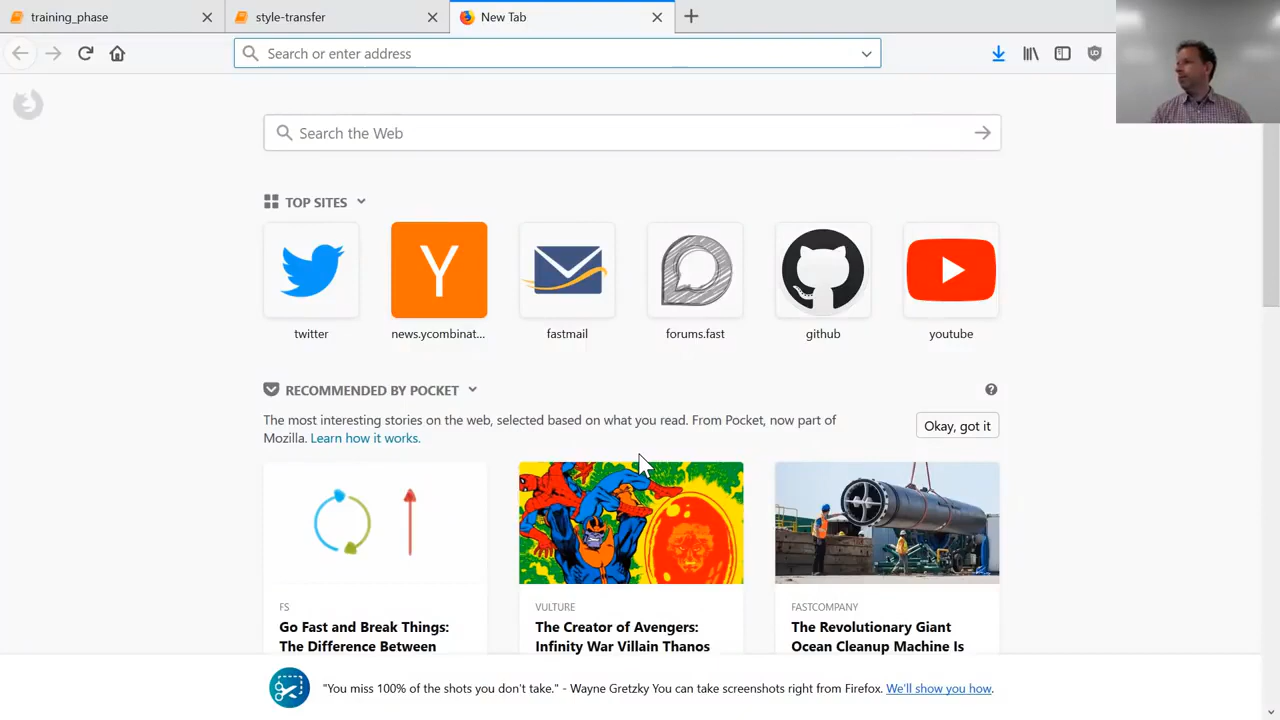 training_phase
style-transfer
New Tab
Search or enter address
Search the Web
TOP SITES
Y
twitter
news.ycombinat...
fastmail
forums.fast
github
youtube
RECOMMENDED BY POCKET
The most interesting stories on the web, selected based on what you read. From Pocket, now part of
Mozilla. Learn how it works.
Okay, got it
FS
Go Fast and Break Things:
The Difference Between
VULTURE
The Creator of Avengers:
Infinity War Villain Thanos
FASTCOMPANY
The Revolutionary Giant
Ocean Cleanup Machine Is
"You miss 100% of the shots you don't take." - Wayne Gretzky You can take screenshots right from Firefox. We'll show you how.